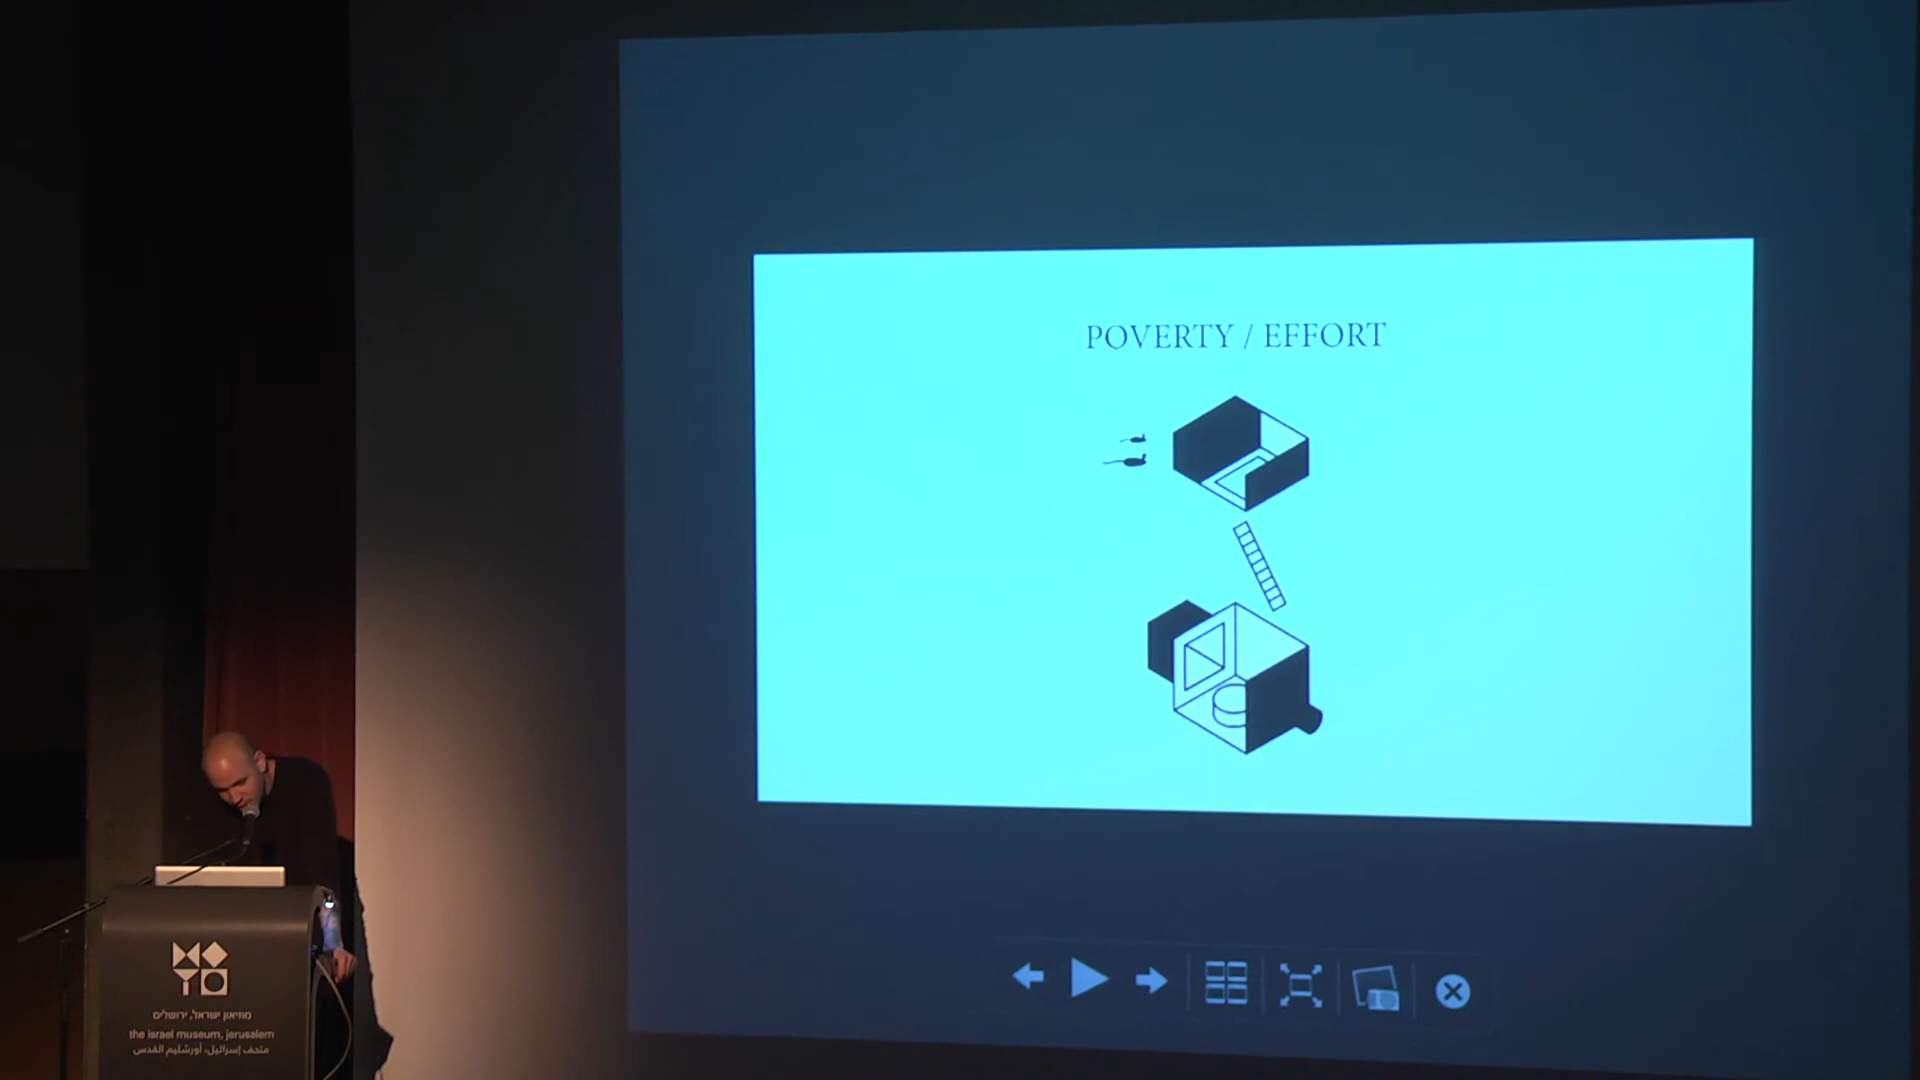 POVERTY / EFFORT
מוזיאון ישראל, ירושלים
the israel museum, jerusalem
متحف إسرائيل، أورشليم القدس